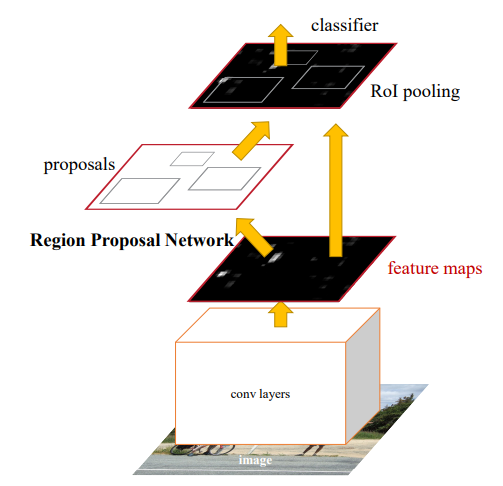 classifier
RoI pooling
proposals
Region Proposal Network
feature maps
conv layers
image